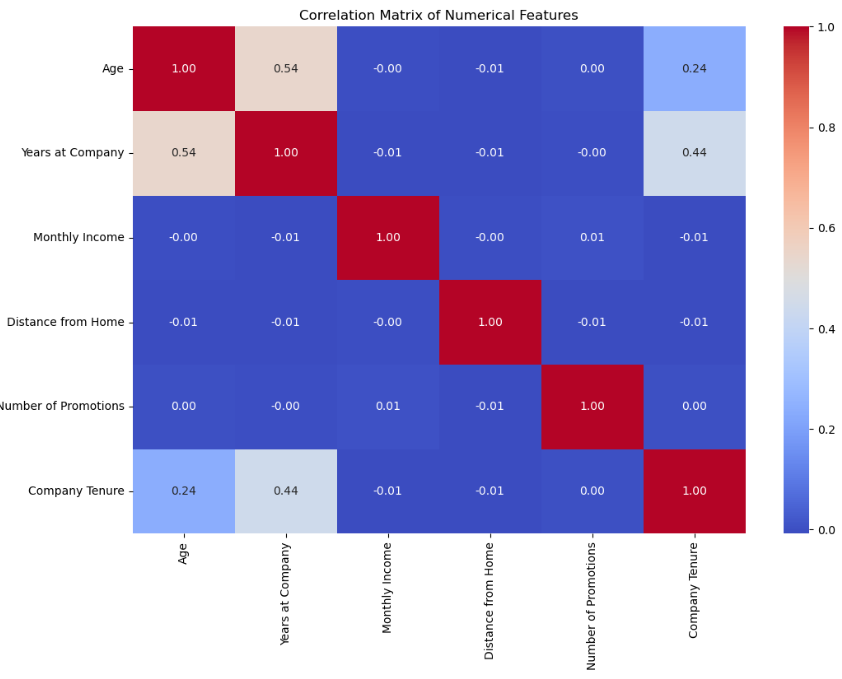 Correlation Matrix of Numerical Features
Age 1.00 0.54 -0.00 -0.01 0.00 0.24
Years at Company 0.54 1.00 -0.01 -0.01 -0.00 0.44
Monthly Income -0.00 -0.01 1.00 -0.00 0.01 -0.01
Distance from Home -0.01 -0.01 -0.00 1.00 -0.01 -0.01
Number of Promotions 0.00 -0.00 0.01 -0.01 1.00 0.00
Company Tenure 0.24 0.44 -0.01 -0.01 0.00 1.00
Age
Years at Company
Monthly Income
Distance from Home
Number of Promotions
Company Tenure
1.0
0.8
0.6
0.4
0.2
0.0